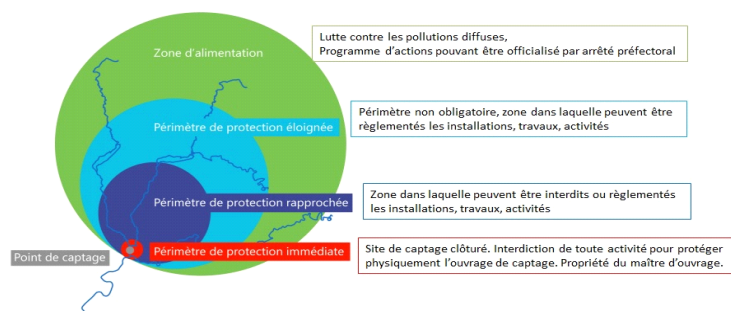 Zone d'alimentation
Lutte contre les pollutions diffuses,
Programme d'actions pouvant être officialisé par arrêté préfectoral
Périmètre de protection éloignée
Périmètre non obligatoire, zone dans laquelle peuvent être
règlementés les installations, travaux, activités
Périmètre de protection rapprochée
Zone dans laquelle peuvent être interdits ou règlementés
les installations, travaux, activités
Point de captage
Périmètre de protection immédiate
Site de captage clôturé. Interdiction de toute activité pour protéger
physiquement l'ouvrage de captage. Propriété du maître d'ouvrage.